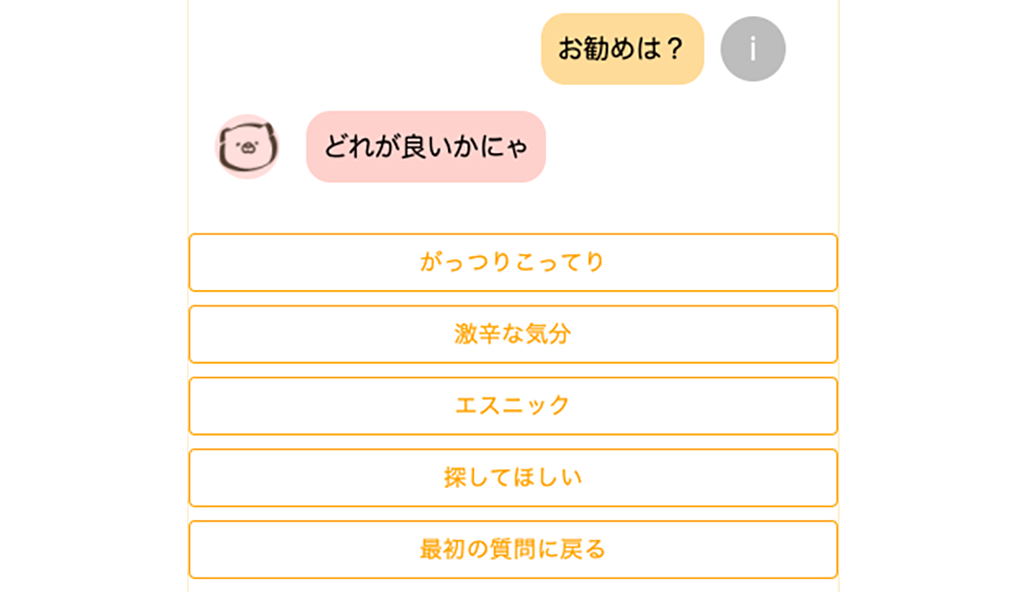 お勧めは？
i
どれが良いかにゃ
がっつりこってり
激辛な気分
エスニック
探してほしい
最初の質問に戻る